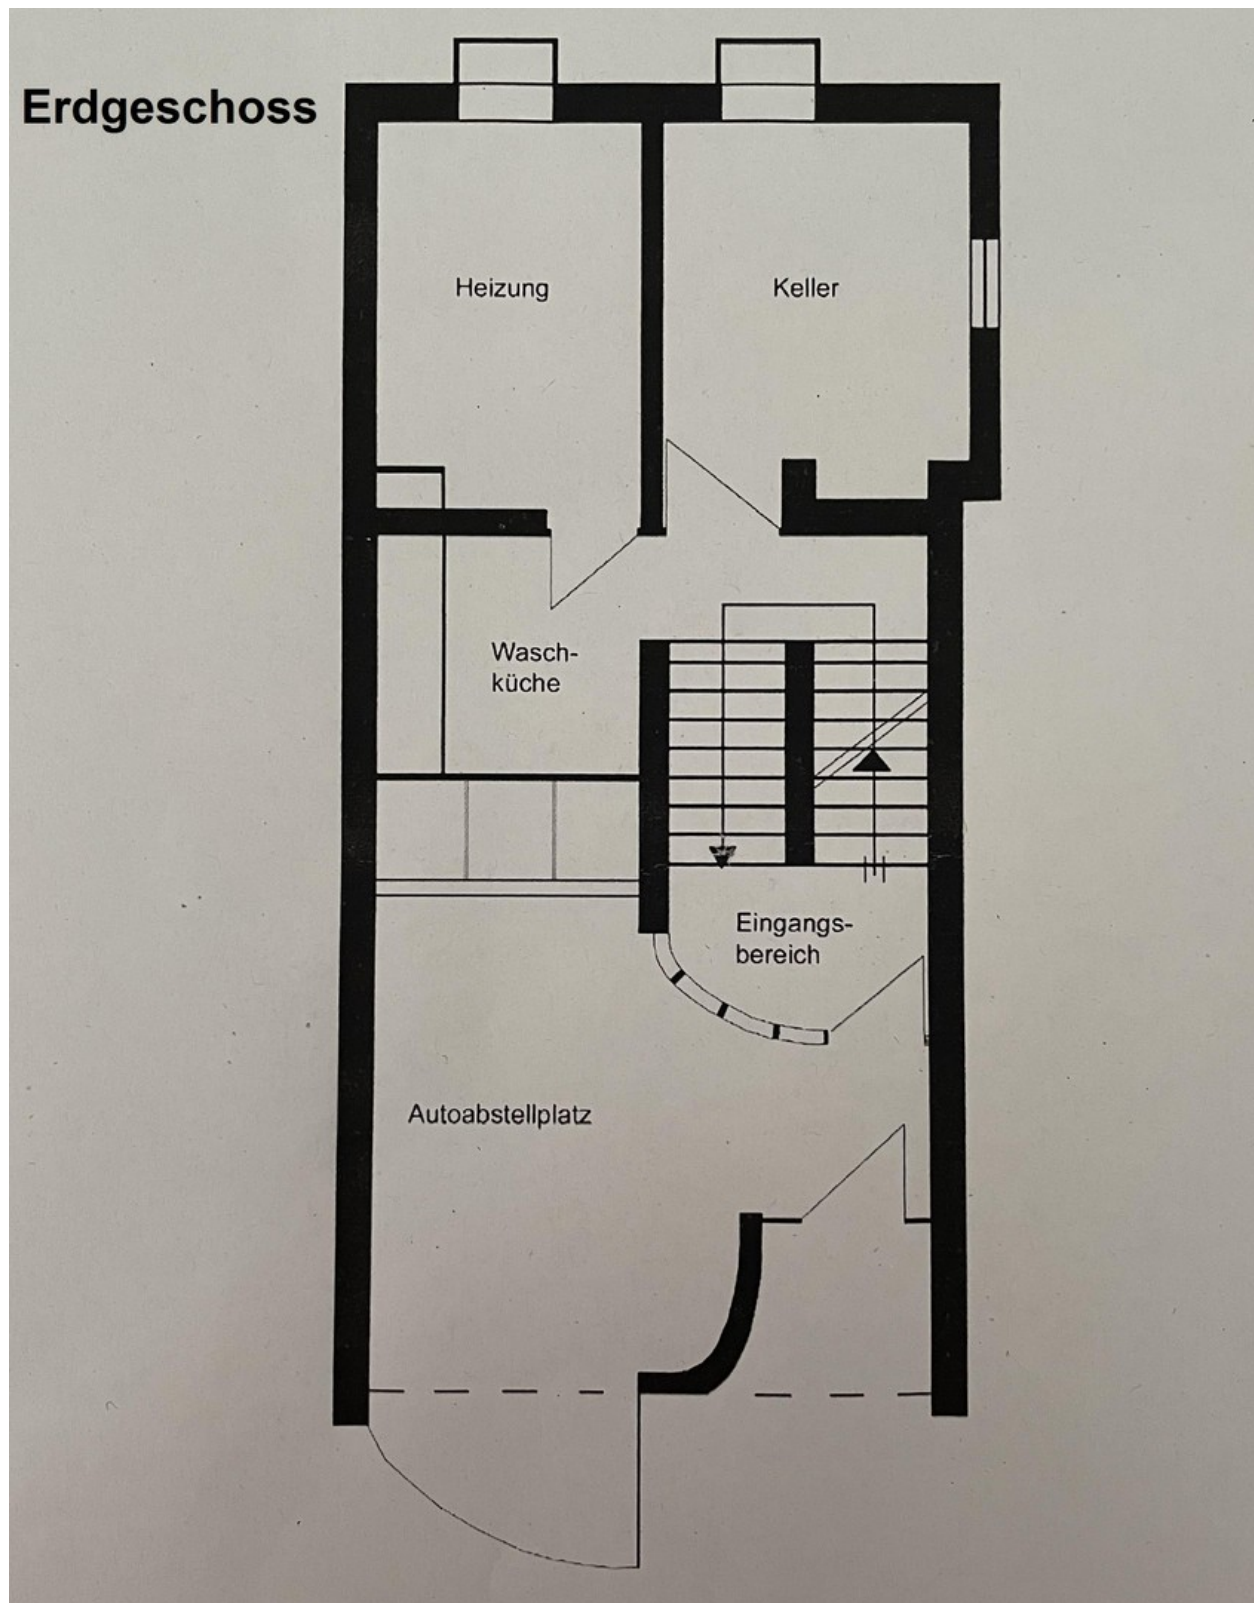 Erdgeschoss
Heizung
Keller
Wasch-
küche
Eingangs-
bereich
Autoabstellplatz